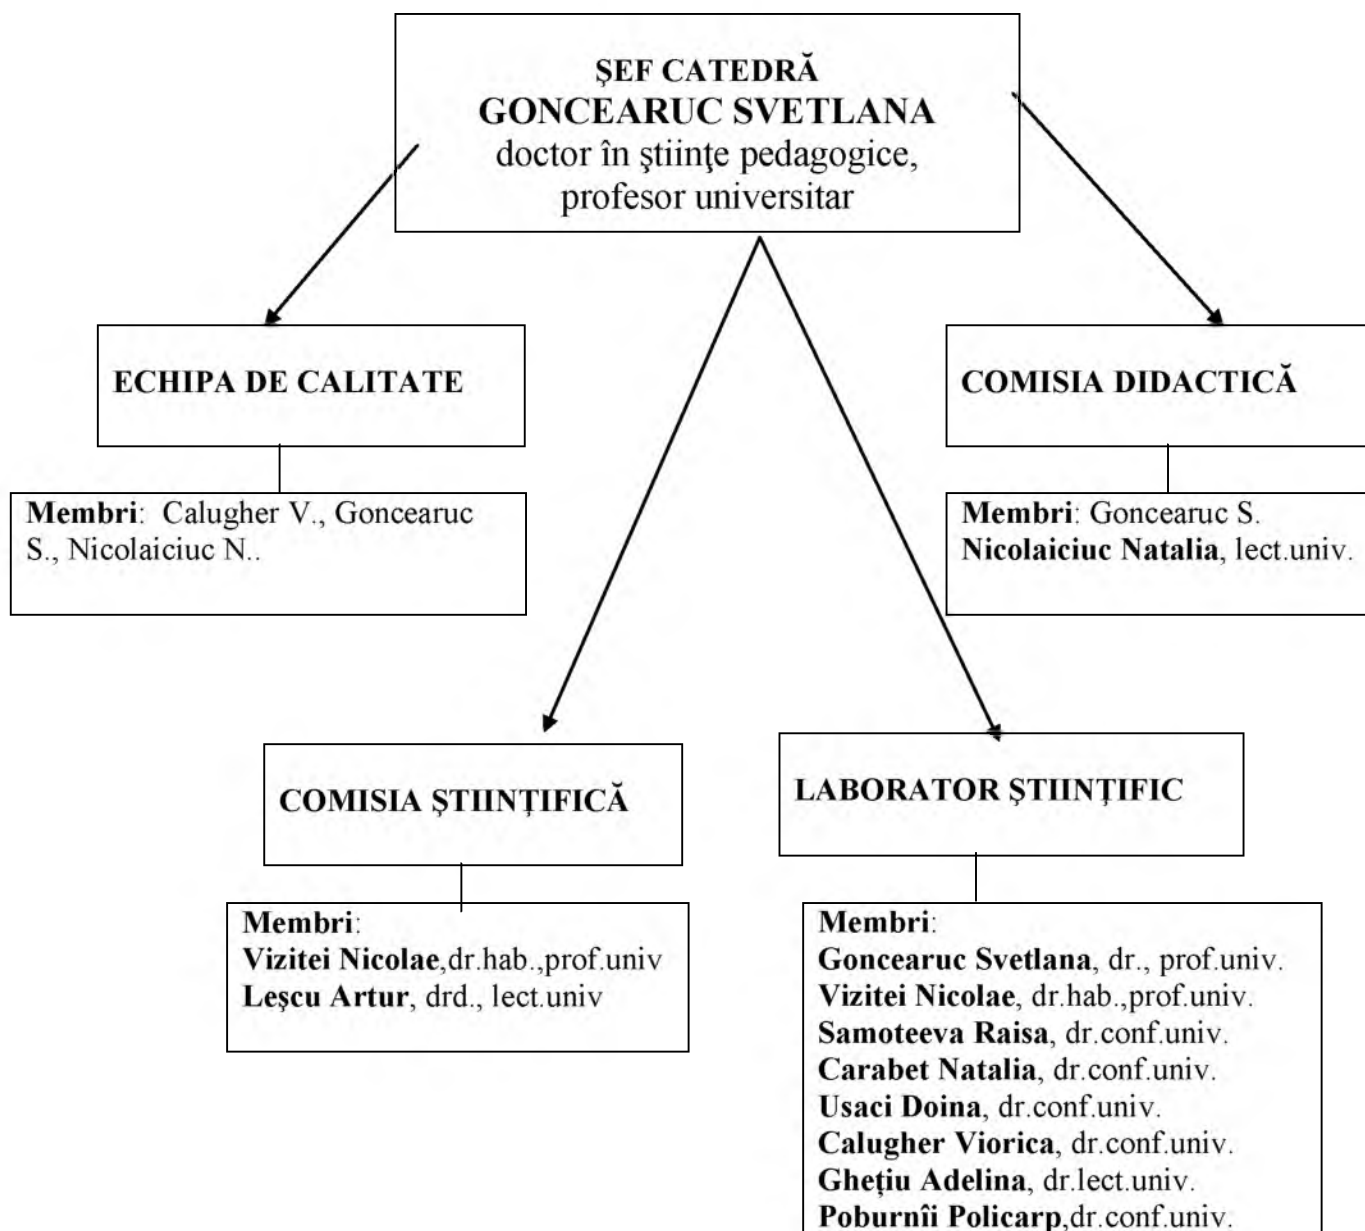 ŞEF CATEDRĂ
GONCEARUC SVETLANA
doctor în ştiinţe pedagogice,
profesor universitar
ECHIPA DE CALITATE
COMISIA DIDACTICĂ
Membri:  Calugher V., Goncearuc
S., Nicolaiciuc N..
Membri: Goncearuc S.
Nicolaiciuc Natalia, lect.univ.
COMISIA ŞTIINŢIFICĂ
LABORATOR ŞTIINŢIFIC
Membri:
Vizitei Nicolae,dr.hab.,prof.univ
Leşcu Artur, drd., lect.univ
Membri:
Goncearuc Svetlana, dr., prof.univ.
Vizitei Nicolae, dr.hab.,prof.univ.
Samoteeva Raisa, dr.conf.univ.
Carabet Natalia, dr.conf.univ.
Usaci Doina, dr.conf.univ.
Calugher Viorica, dr.conf.univ.
Gheţiu Adelina, dr.lect.univ.
Poburnîi Policarp,dr.conf.univ.